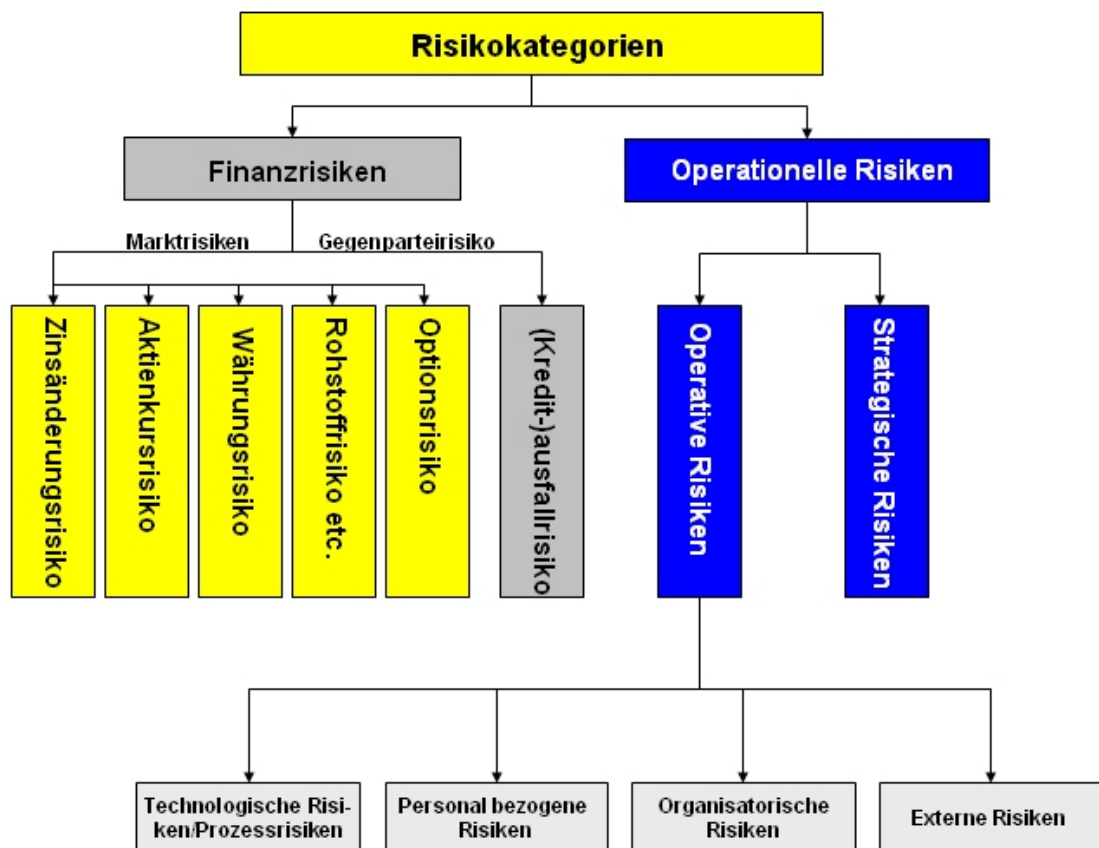 Risikokategorien
Finanzrisiken
Operationelle Risiken
Marktrisiken
Gegenparteirisiko
Zinsänderungsrisiko
Aktienkursrisiko
Währungsrisiko
Rohstoffrisiko etc.
Optionsrisiko
(Kredit-)ausfallrisiko
Operative Risiken
Strategische Risiken
Technologische Risi-
ken/Prozessrisiken
Personal bezogene
Risiken
Organisatorische
Risiken
Externe Risiken